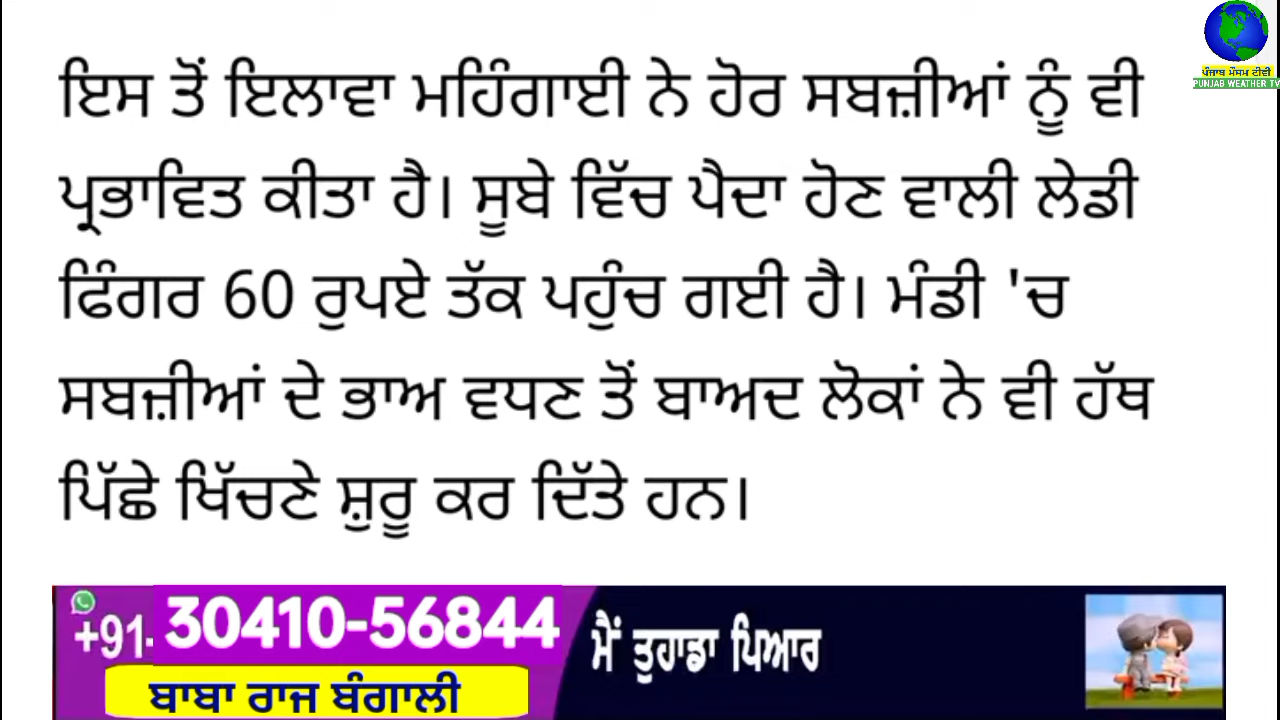 ਪੰਜਾਬ ਮੌਸਮ ਟੀਵੀ
PUNJAB WEATHER TV
ਇਸ ਤੋਂ ਇਲਾਵਾ ਮਹਿੰਗਾਈ ਨੇ ਹੋਰ ਸਬਜ਼ੀਆਂ ਨੂੰ ਵੀ
ਪ੍ਰਭਾਵਿਤ ਕੀਤਾ ਹੈ। ਸੂਬੇ ਵਿੱਚ ਪੈਦਾ ਹੋਣ ਵਾਲੀ ਲੇਡੀ
ਫਿੰਗਰ 60 ਰੁਪਏ ਤੱਕ ਪਹੁੰਚ ਗਈ ਹੈ। ਮੰਡੀ 'ਚ
ਸਬਜ਼ੀਆਂ ਦੇ ਭਾਅ ਵਧਣ ਤੋਂ ਬਾਅਦ ਲੋਕਾਂ ਨੇ ਵੀ ਹੱਥ
ਪਿੱਛੇ ਖਿੱਚਣੇ ਸ਼ੁਰੂ ਕਰ ਦਿੱਤੇ ਹਨ।
+91- 30410-56844
ਬਾਬਾ ਰਾਜ ਬੰਗਾਲੀ
ਮੈਂ ਤੁਹਾਡਾ ਪਿਆਰ